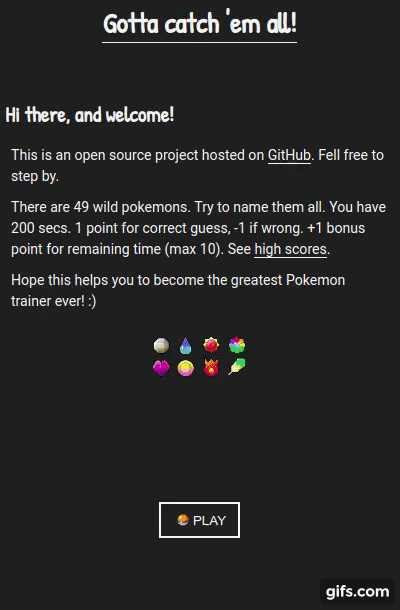 Gotta catch 'em all!
Hi there, and welcome!
This is an open source project hosted on GitHub. Fell free to
step by.
There are 49 wild pokemons. Try to name them all. You have
200 secs. 1 point for correct guess, -1 if wrong. +1 bonus
point for remaining time (max 10). See high scores.
Hope this helps you to become the greatest Pokemon
trainer ever! :)
PLAY
gifs.com